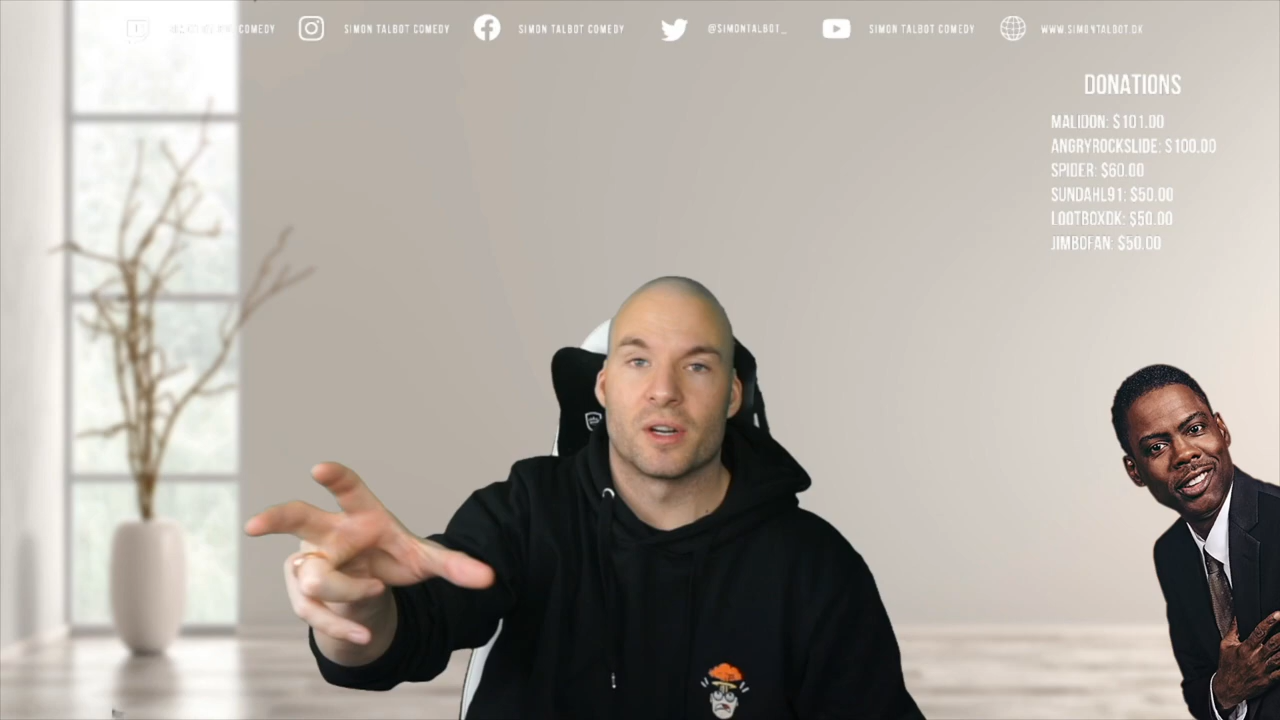 COMEDY
SIMON TALBOT COMEDY
SIMON TALBOT COMEDY
@SIMONTALBOT_
SIMON TALBOT COMEDY
WWW.SIMONTALBOT.DK
DONATIONS
MALIDON: $101.00
ANGRYROCKSLIDE: $100.00
SPIDER: $60.00
SUNDAHL91: $50.00
LOOTBOXDK: $50.00
JIMBOFAN: $50.00